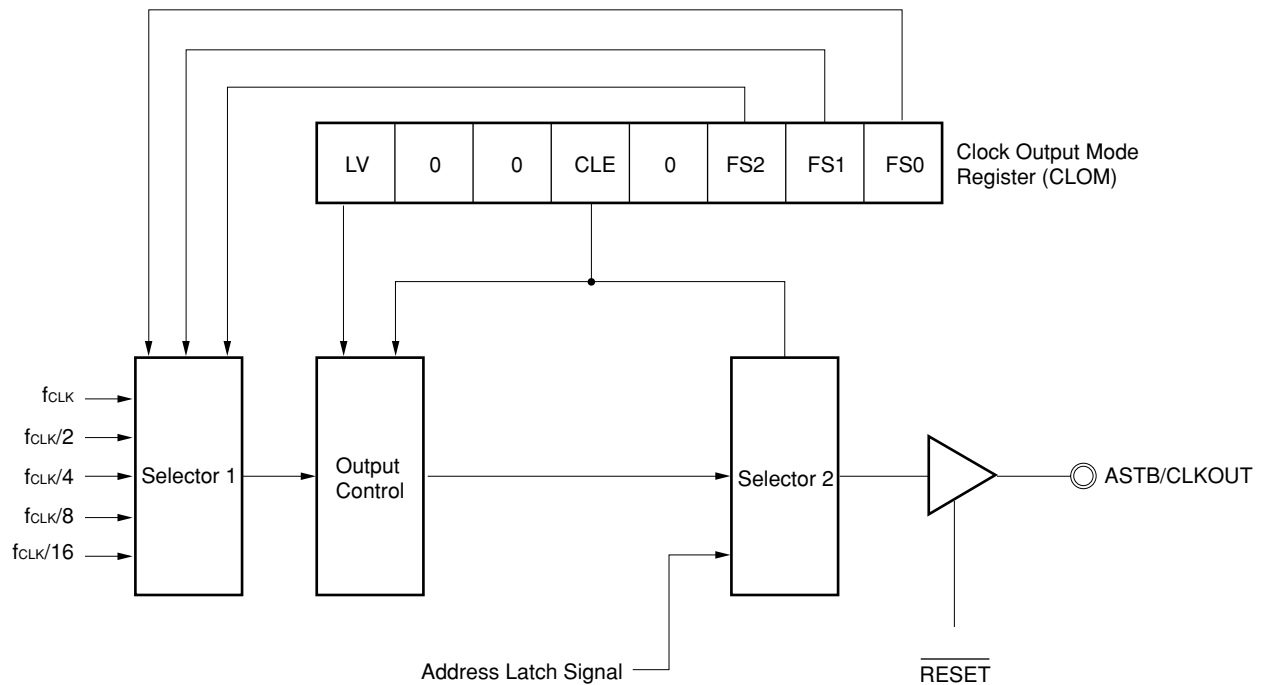 LV 0 0 CLE 0 FS2 FS1 FS0
Clock Output Mode
Register (CLOM)
fCLK
fCLK/2
fCLK/4
fCLK/8
fCLK/16
Selector 1
Output
Control
Selector 2
ASTB/CLKOUT
Address Latch Signal
RESET